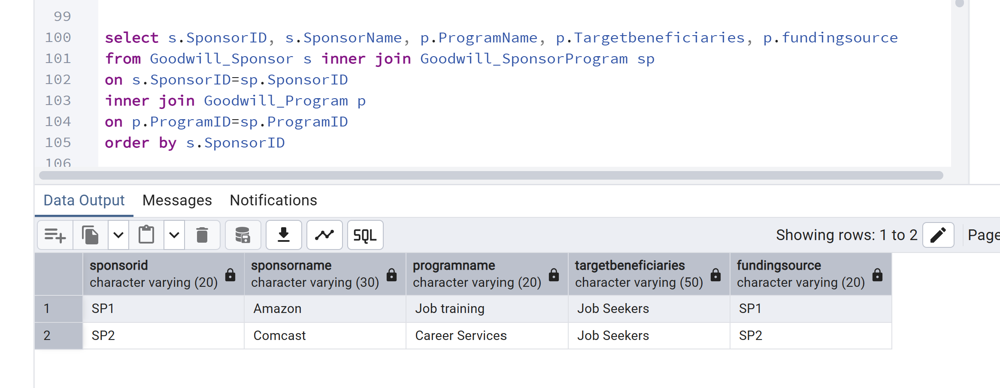 99
100 select s.SponsorID, s.SponsorName, p.ProgramName, p.Targetbeneficiaries, p.fundingsource
101 from Goodwill_Sponsor s inner join Goodwill_SponsorProgram sp
102 on s.SponsorID=sp.SponsorID
103 inner join Goodwill_Program p
104 on p.ProgramID=sp.ProgramID
105 order by s.SponsorID
106
Data Output Messages Notifications
SQL Showing rows: 1 to 2 Page
sponsorid sponsorname programname targetbeneficiaries fundingsource
character varying (20) character varying (30) character varying (20) character varying (50) character varying (20)
1 SP1 Amazon Job training Job Seekers SP1
2 SP2 Comcast Career Services Job Seekers SP2